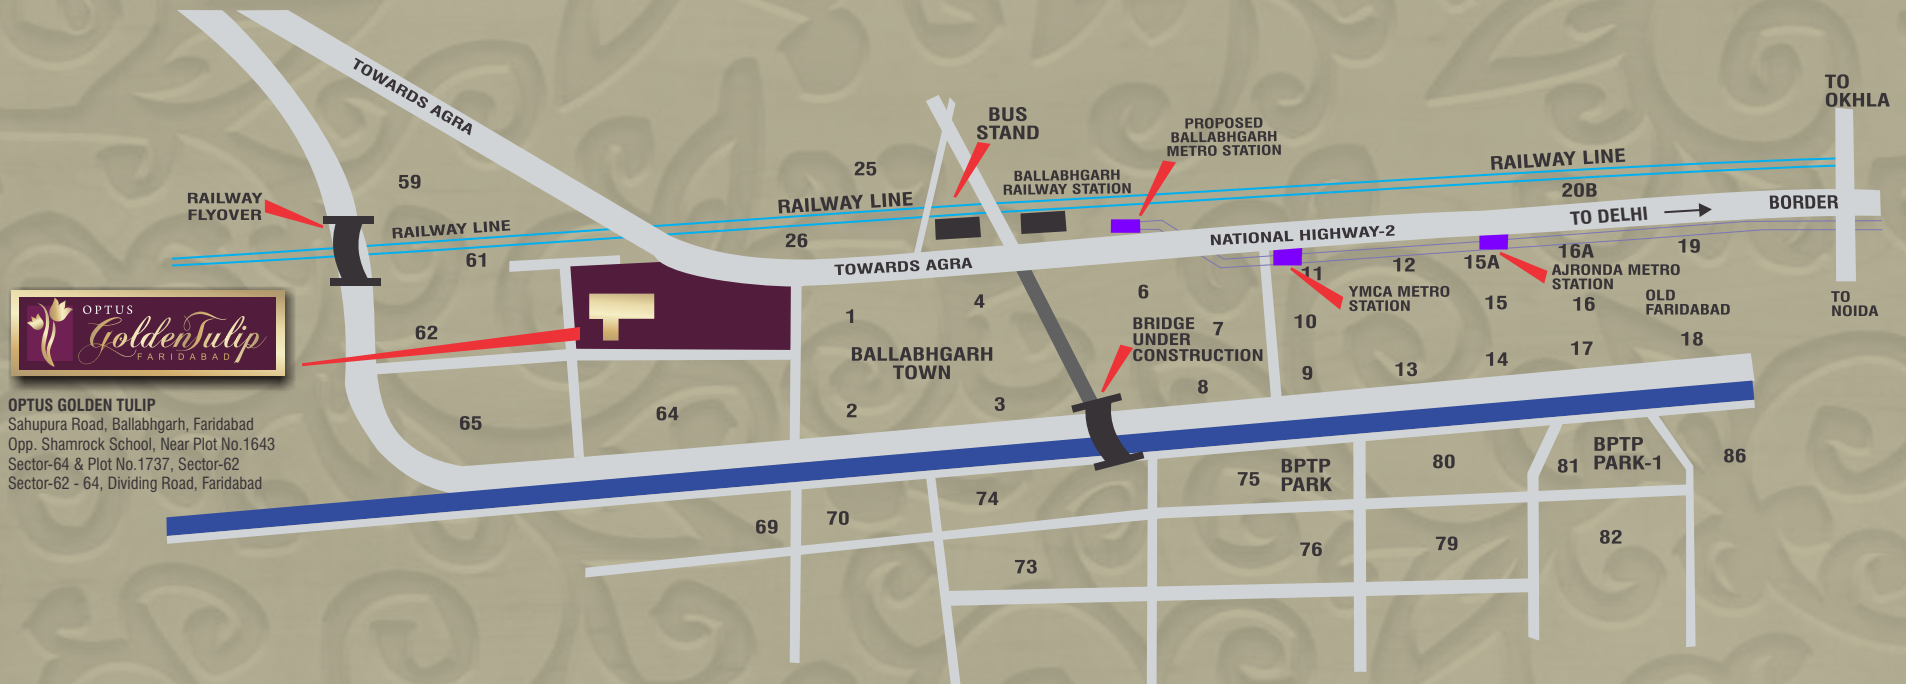 TOWARDS AGRA
TO
OKHLA
BUS
STAND
PROPOSED
BALLABHGARH
METRO STATION
RAILWAY LINE
25
59
BALLABHGARH
RAILWAY STATION
20B
RAILWAY
FLYOVER
RAILWAY LINE
RAILWAY LINE
TO DELHI
BORDER
26
NATIONAL HIGHWAY-2
61
TOWARDS AGRA
11
12
15A
16A
19
AJRONDA METRO
STATION
YMCA METRO
STATION
OPTUS
Golden Tulip
FARIDABAD
62
1
4
6
10
15
16
OLD
FARIDABAD
TO
NOIDA
BRIDGE
UNDER
CONSTRUCTION
7
BALLABHGARH
TOWN
9
13
14
17
18
8
OPTUS GOLDEN TULIP
Sahupura Road, Ballabhgarh, Faridabad
Opp. Shamrock School, Near Plot No.1643
Sector-64 & Plot No.1737, Sector-62
Sector-62 - 64, Dividing Road, Faridabad
65
64
2
3
75
BPTP
PARK
80
81
BPTP
PARK-1
86
69
70
74
73
76
79
82